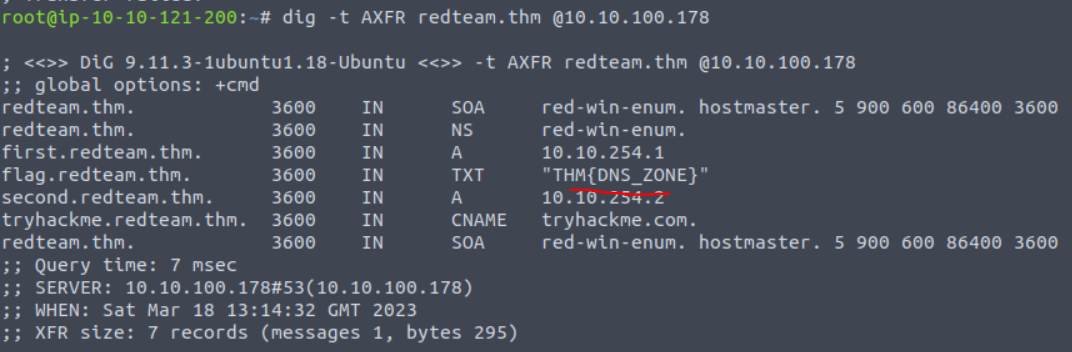 root@ip-10-10-121-200:~# dig -t AXFR redteam.thm @10.10.100.178
; <<>> DiG 9.11.3-1ubuntu1.18-Ubuntu <<>> -t AXFR redteam.thm @10.10.100.178
;; global options: +cmd
redteam.thm. 3600 IN SOA red-win-enum. hostmaster. 5 900 600 86400 3600
redteam.thm. 3600 IN NS red-win-enum.
first.redteam.thm. 3600 IN A 10.10.254.1
flag.redteam.thm. 3600 IN TXT "THM{DNS_ZONE}"
second.redteam.thm. 3600 IN A 10.10.254.2
tryhackme.redteam.thm. 3600 IN CNAME tryhackme.com.
redteam.thm. 3600 IN SOA red-win-enum. hostmaster. 5 900 600 86400 3600
;; Query time: 7 msec
;; SERVER: 10.10.100.178#53(10.10.100.178)
;; WHEN: Sat Mar 18 13:14:32 GMT 2023
;; XFR size: 7 records (messages 1, bytes 295)